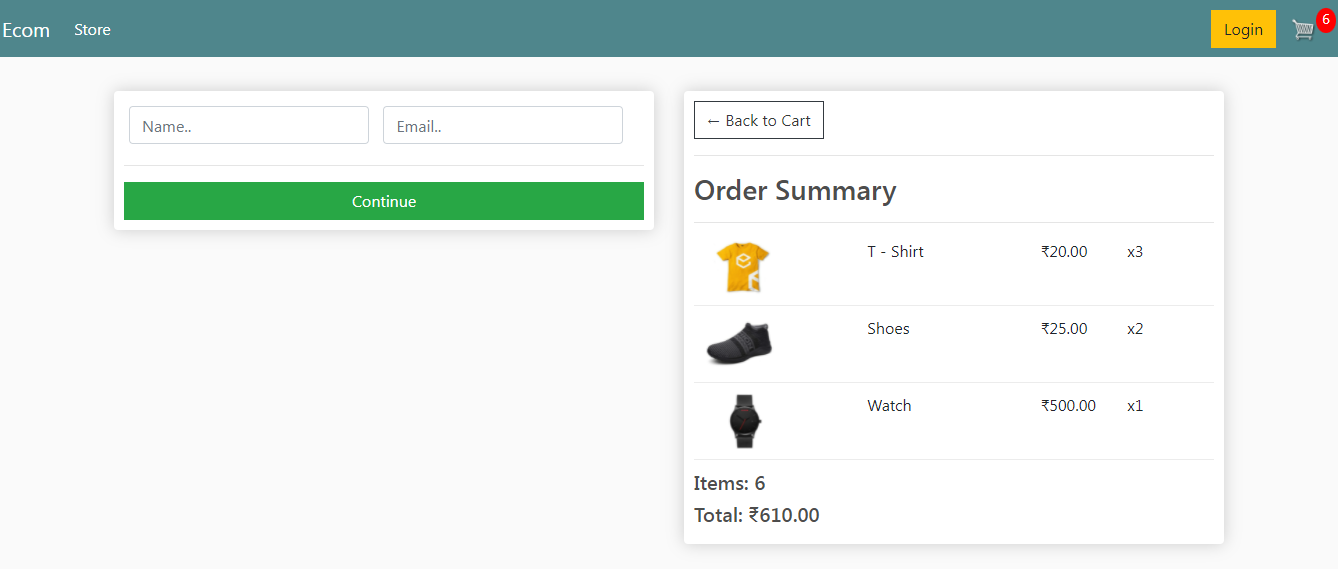 Ecom Store Login 6
Name.. Email..
Continue
← Back to Cart
Order Summary
T - Shirt ₹20.00 x3
Shoes ₹25.00 x2
Watch ₹500.00 x1
Items: 6
Total: ₹610.00